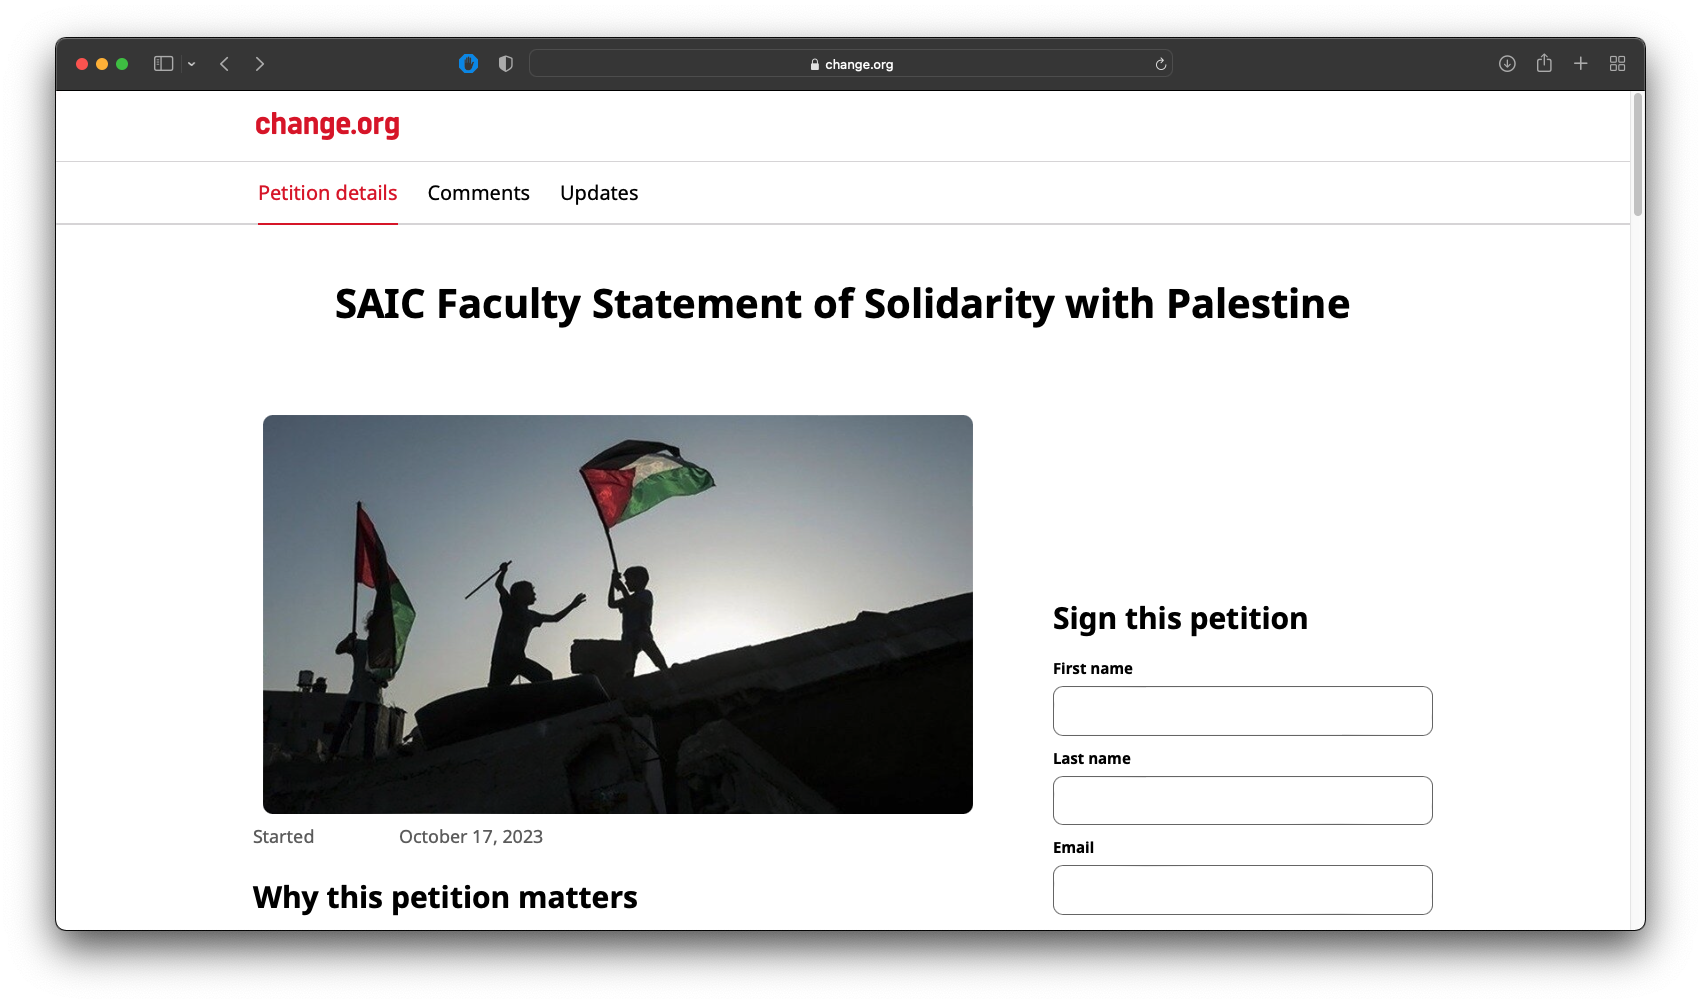 change.org
change.org
Petition details Comments Updates
SAIC Faculty Statement of Solidarity with Palestine
Started October 17, 2023
Why this petition matters
Sign this petition
First name
Last name
Email